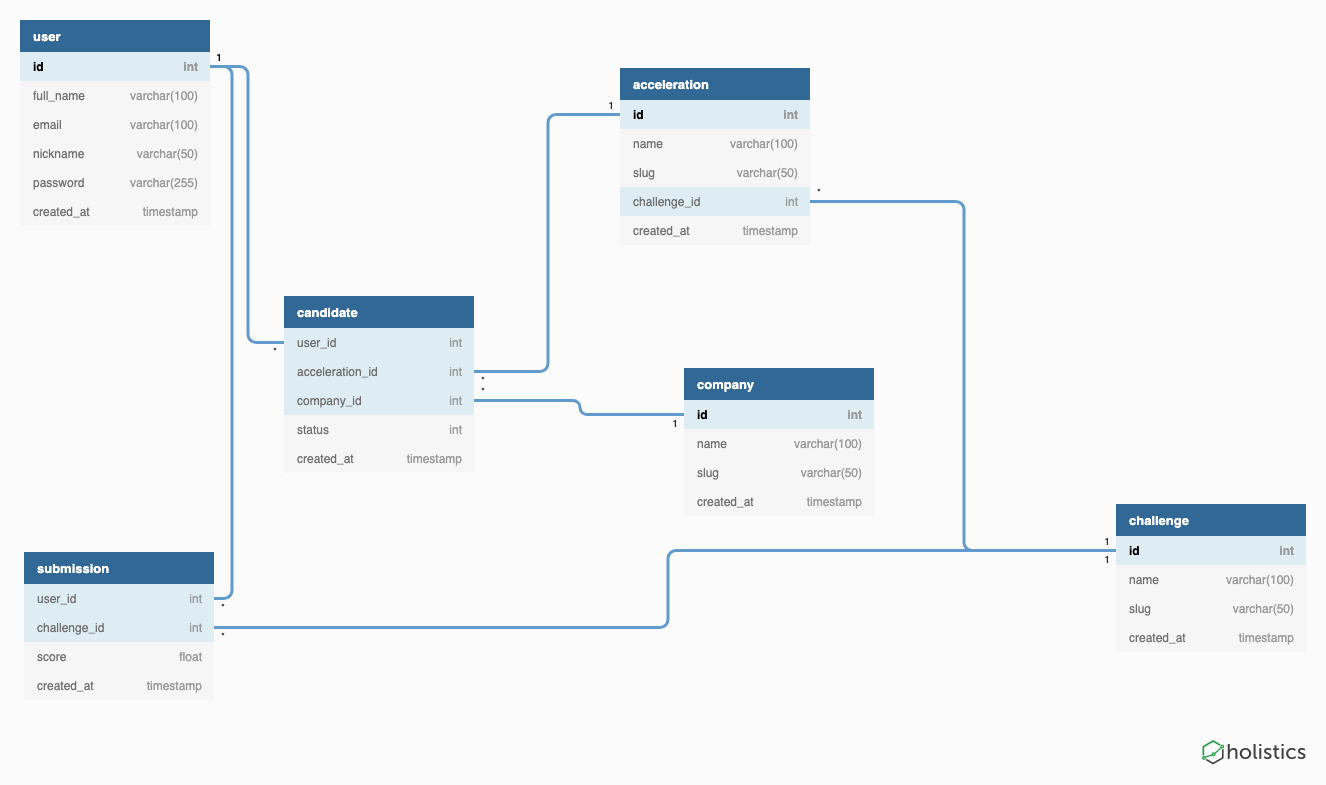 user
id int
full_name varchar(100)
email varchar(100)
nickname varchar(50)
password varchar(255)
created_at timestamp
1
acceleration
id int
name varchar(100)
slug varchar(50)
challenge_id int
created_at timestamp
1
*
candidate
user_id int
acceleration_id int
company_id int
status int
created_at timestamp
*
*
*
company
id int
name varchar(100)
slug varchar(50)
created_at timestamp
1
challenge
id int
name varchar(100)
slug varchar(50)
created_at timestamp
1
1
submission
user_id int
challenge_id int
score float
created_at timestamp
*
*
holistics